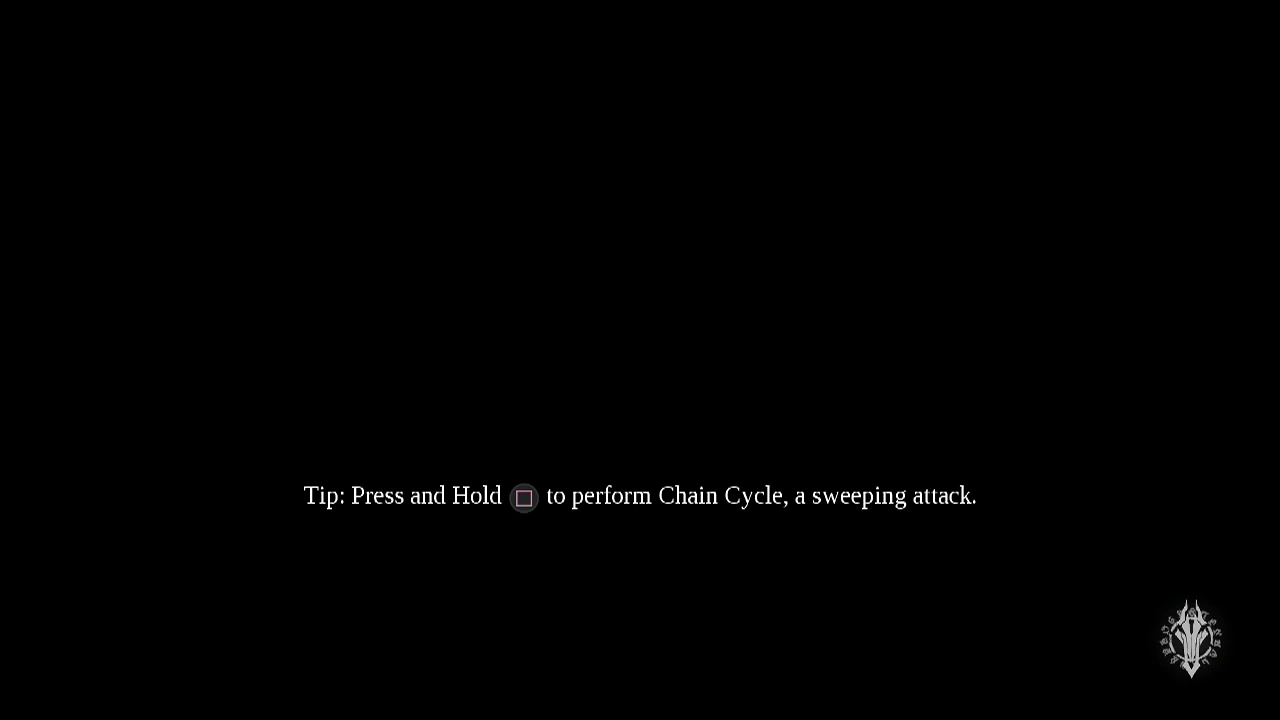 Tip: Press and Hold □ to perform Chain Cycle, a sweeping attack.